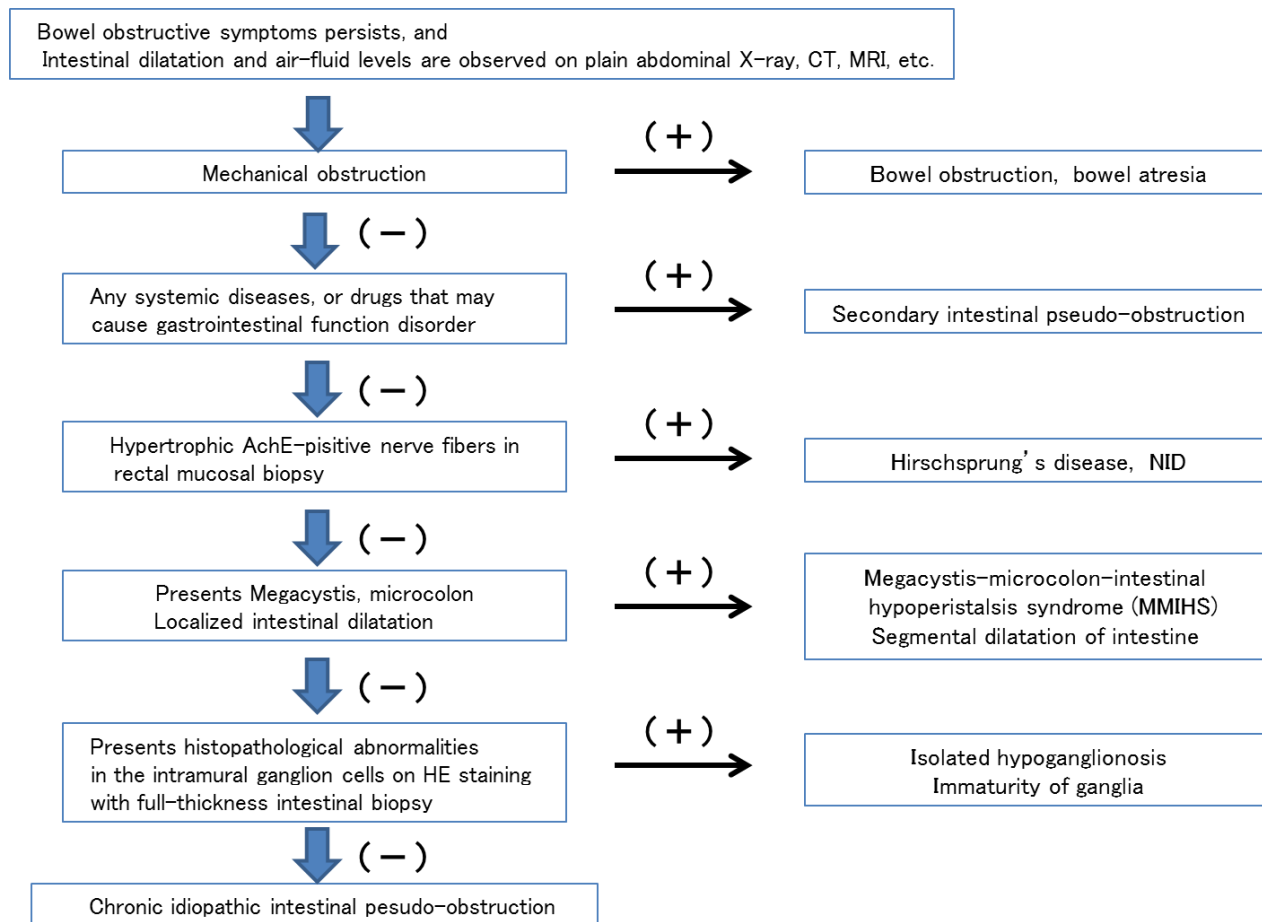 Bowel obstructive symptoms persists, and
Intestinal dilatation and air-fluid levels are observed on plain abdominal X-ray, CT, MRI, etc.
(+)
Mechanical obstruction
Bowel obstruction, bowel atresia
(-)
(+)
Any systemic diseases, or drugs that may
cause gastrointestinal function disorder
Secondary intestinal pseudo-obstruction
(-)
(+)
Hypertrophic AchE-pisitive nerve fibers in
rectal mucosal biopsy
Hirschsprung's disease, NID
(-)
(+)
Presents Megacystis, microcolon
Localized intestinal dilatation
Megacystis-microcolon-intestinal
hypoperistalsis syndrome (MMIHS)
Segmental dilatation of intestine
(-)
(+)
Presents histopathological abnormalities
in the intramural ganglion cells on HE staining
with full-thickness intestinal biopsy
Isolated hypoganglionosis
Immaturity of ganglia
(-)
Chronic idiopathic intestinal pesudo-obstruction